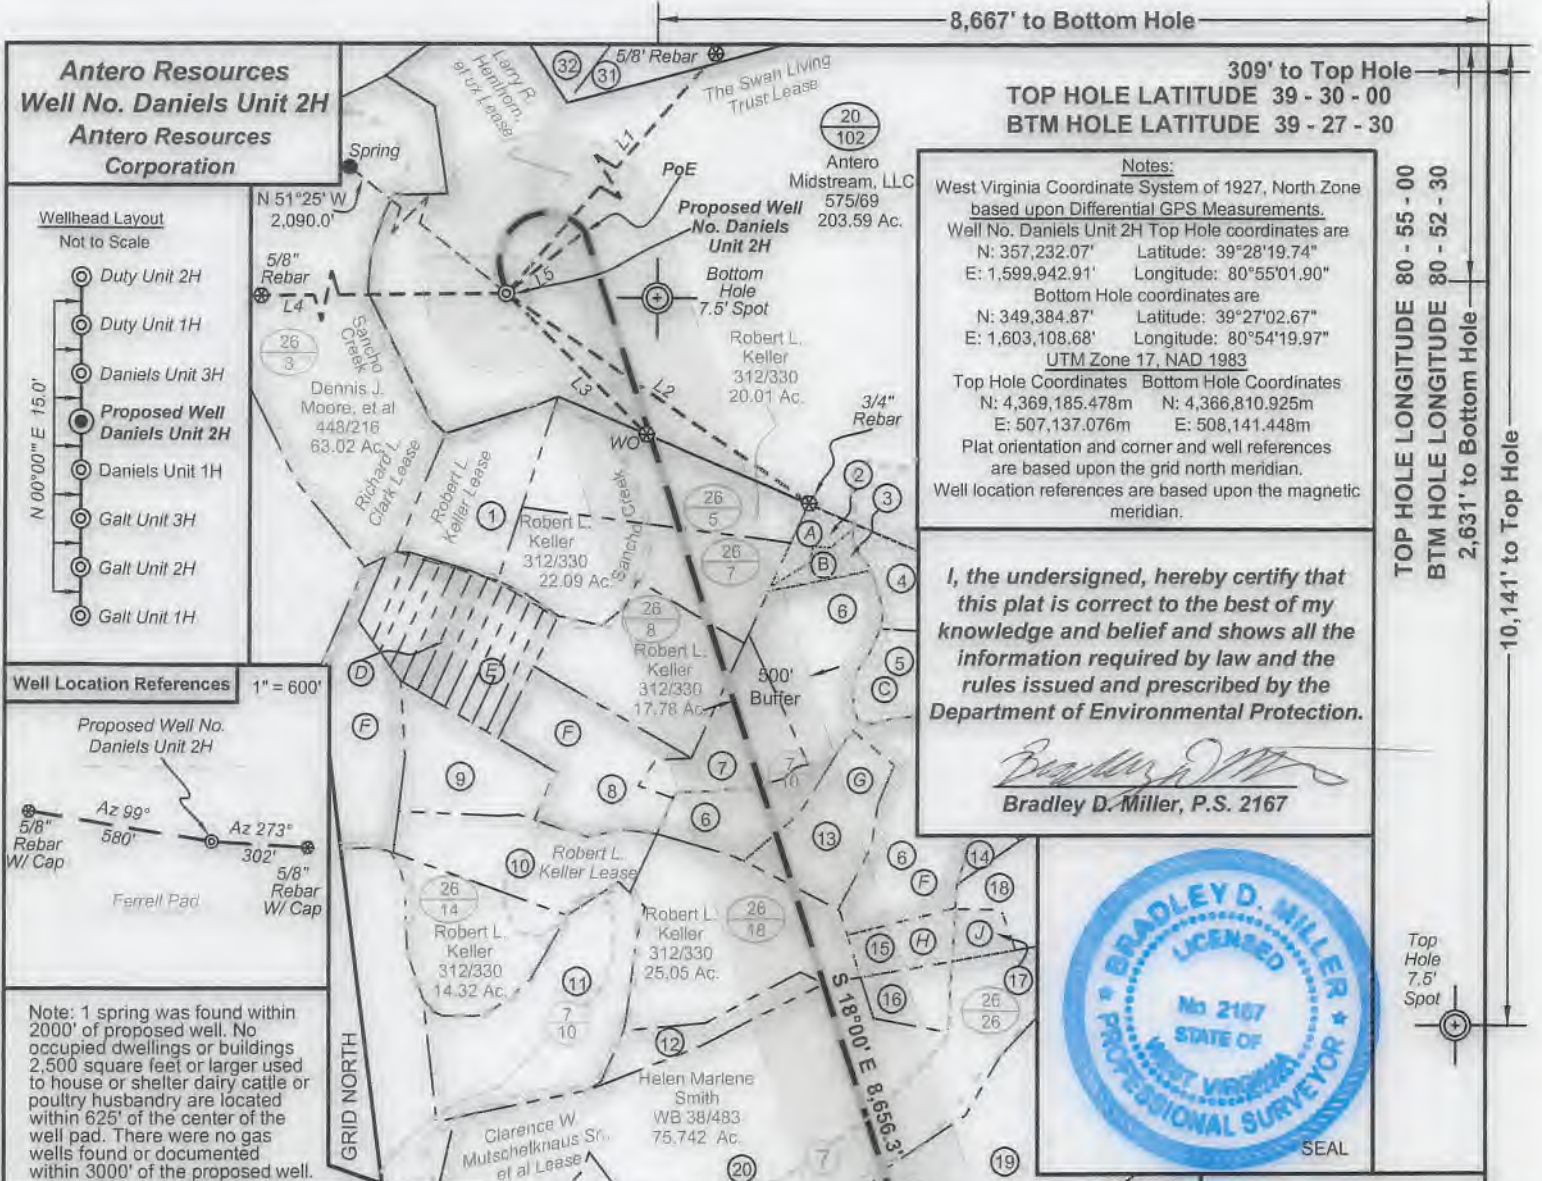 8,667' to Bottom Hole
Antero Resources
Well No. Daniels Unit 2H
Antero Resources
Corporation
Wellhead Layout
Not to Scale
Duty Unit 2H
Duty Unit 1H
Daniels Unit 3H
Proposed Well
Daniels Unit 2H
Daniels Unit 1H
Galt Unit 3H
Galt Unit 2H
Galt Unit 1H
N 00°00" E 15.0'
Well Location References
1" = 600'
Proposed Well No.
Daniels Unit 2H
Az 99°
580'
Az 273°
302'
5/8"
Rebar
W/ Cap
5/8"
Rebar
W/ Cap
Ferrell Pad
Note: 1 spring was found within
2000' of proposed well. No
occupied dwellings or buildings
2,500 square feet or larger used
to house or shelter dairy cattle or
poultry husbandry are located
within 625' of the center of the
well pad. There were no gas
wells found or documented
within 3000' of the proposed well.
GRID NORTH
Spring
N 51°25' W
2,090.0'
5/8"
Rebar
L4
Larry R.
Henthorn,
et ux Lease
32
31
5/8' Rebar
The Swan Living
Trust Lease
L1
PoE
Proposed Well
No. Daniels
Unit 2H
L5
Bottom
Hole
7.5' Spot
20
102
Antero
Midstream, LLC
575/69
203.59 Ac.
26
3
Sancho
Creek
Dennis J.
Moore, et al
448/216
63.02 Ac.
Richard L.
Clark Lease
Robert L.
Keller Lease
L3
L2
WO
Robert L.
Keller
312/330
20.01 Ac.
3/4"
Rebar
1
Robert L.
Keller
312/330
22.09 Ac.
Sancho Creek
26
5
26
7
2
3
A
B
4
6
26
8
Robert L.
Keller
312/330
17.78 Ac.
500'
Buffer
5
C
D
E
F
F
9
8
7
7
10
G
6
13
10
Robert L.
Keller Lease
6
F
14
18
26
14
Robert L.
Keller
312/330
14.32 Ac.
Robert L.
Keller
312/330
25.05 Ac.
26
18
15
H
J
17
11
7
10
16
26
26
12
S 18°00' E 8,656.3'
Helen Marlene
Smith
WB 38/483
75.742 Ac.
Clarence W.
Mutschelknaus Sr.,
et al Lease
20
7
19
309' to Top Hole
TOP HOLE LATITUDE 39 - 30 - 00
BTM HOLE LATITUDE 39 - 27 - 30
Notes:
West Virginia Coordinate System of 1927, North Zone
based upon Differential GPS Measurements.
Well No. Daniels Unit 2H Top Hole coordinates are
N: 357,232.07' Latitude: 39°28'19.74"
E: 1,599,942.91' Longitude: 80°55'01.90"
Bottom Hole coordinates are
N: 349,384.87' Latitude: 39°27'02.67"
E: 1,603,108.68' Longitude: 80°54'19.97"
UTM Zone 17, NAD 1983
Top Hole Coordinates Bottom Hole Coordinates
N: 4,369,185.478m N: 4,366,810.925m
E: 507,137.076m E: 508,141.448m
Plat orientation and corner and well references
are based upon the grid north meridian.
Well location references are based upon the magnetic
meridian.
I, the undersigned, hereby certify that
this plat is correct to the best of my
knowledge and belief and shows all the
information required by law and the
rules issued and prescribed by the
Department of Environmental Protection.
Bradley D. Miller, P.S. 2167
BRADLEY D. MILLER
LICENSED
No. 2167
STATE OF
WEST VIRGINIA
PROFESSIONAL SURVEYOR
SEAL
TOP HOLE LONGITUDE 80 - 55 - 00
BTM HOLE LONGITUDE 80 - 52 - 30
2,631' to Bottom Hole
10,141' to Top Hole
Top
Hole
7.5'
Spot